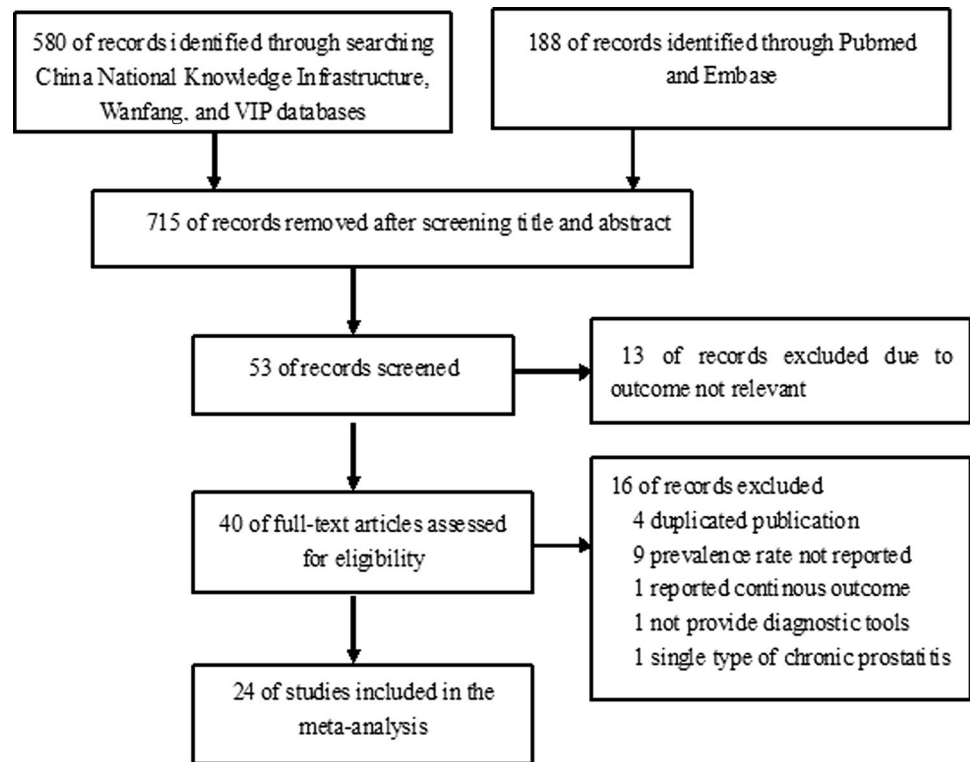 580 of records identified through searching
China National Knowledge Infrastructure,
Wanfang, and VIP databases
188 of records identified through Pubmed
and Embase
715 of records removed after screening title and abstract
53 of records screened
13 of records excluded due to
outcome not relevant
40 of full-text articles assessed
for eligibility
16 of records excluded
4 duplicated publication
9 prevalence rate not reported
1 reported continous outcome
1 not provide diagnostic tools
1 single type of chronic prostatitis
24 of studies included in the
meta-analysis